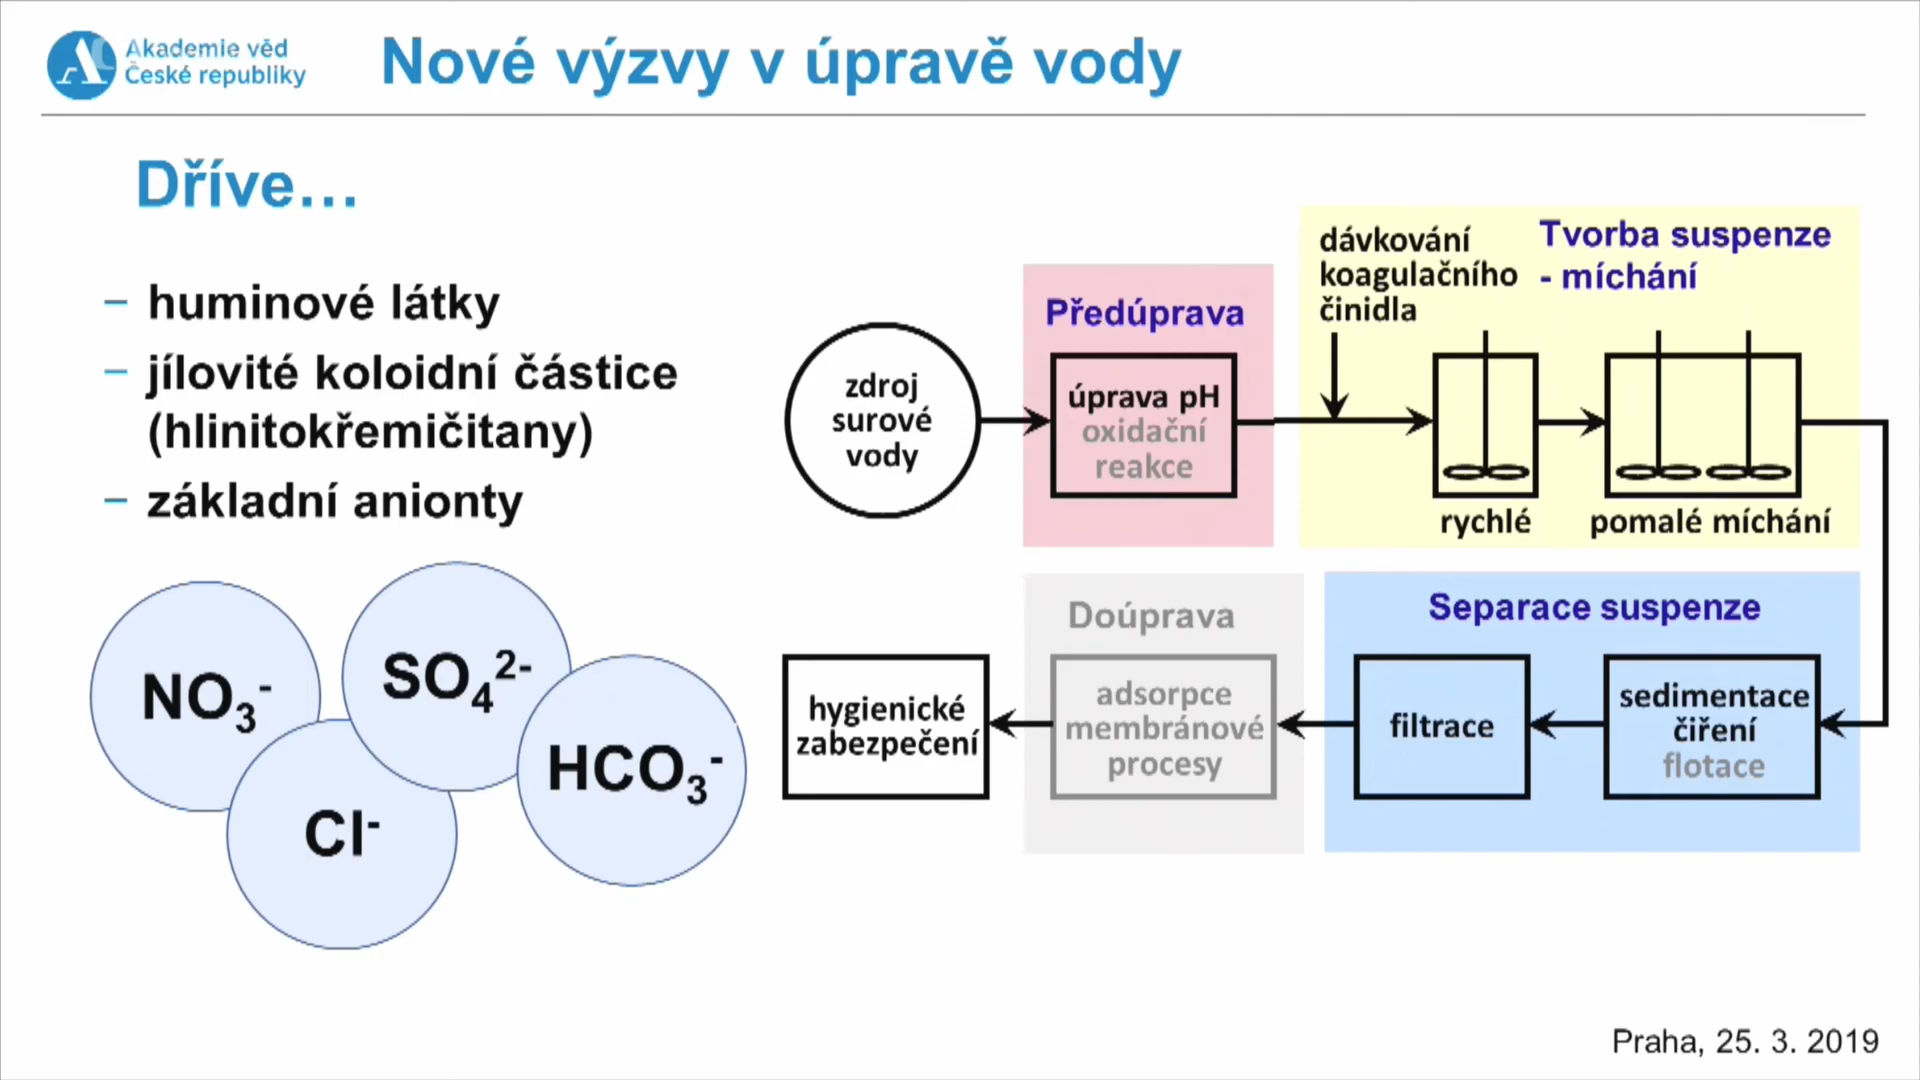 Akademie věd
České republiky
Nové výzvy v úpravě vody
Dříve…
– huminové látky
– jílovité koloidní částice
(hlinitokřemičitany)
– základní anionty
NO₃⁻
SO₄²⁻
Cl⁻
HCO₃⁻
zdroj
surové
vody
Předúprava
úprava pH
oxidační
reakce
dávkování
koagulačního
činidla
Tvorba suspenze
- míchání
rychlé
pomalé míchání
Separace suspenze
sedimentace
čiření
flotace
filtrace
Doúprava
adsorpce
membránové
procesy
hygienické
zabezpečení
Praha, 25. 3. 2019